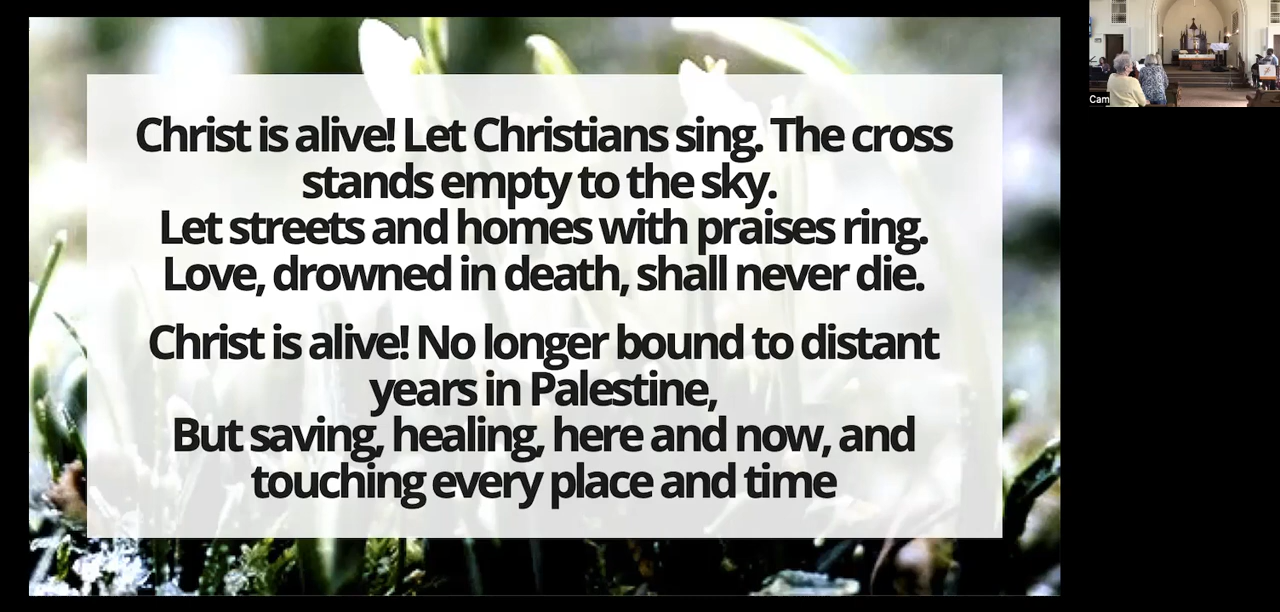 Christ is alive! Let Christians sing. The cross
stands empty to the sky.
Let streets and homes with praises ring.
Love, drowned in death, shall never die.
Christ is alive! No longer bound to distant
years in Palestine,
But saving, healing, here and now, and
touching every place and time
Cam